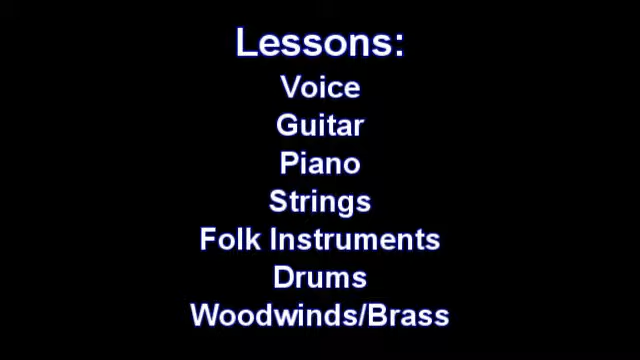 Lessons:
Voice
Guitar
Piano
Strings
Folk Instruments
Drums
Woodwinds/Brass